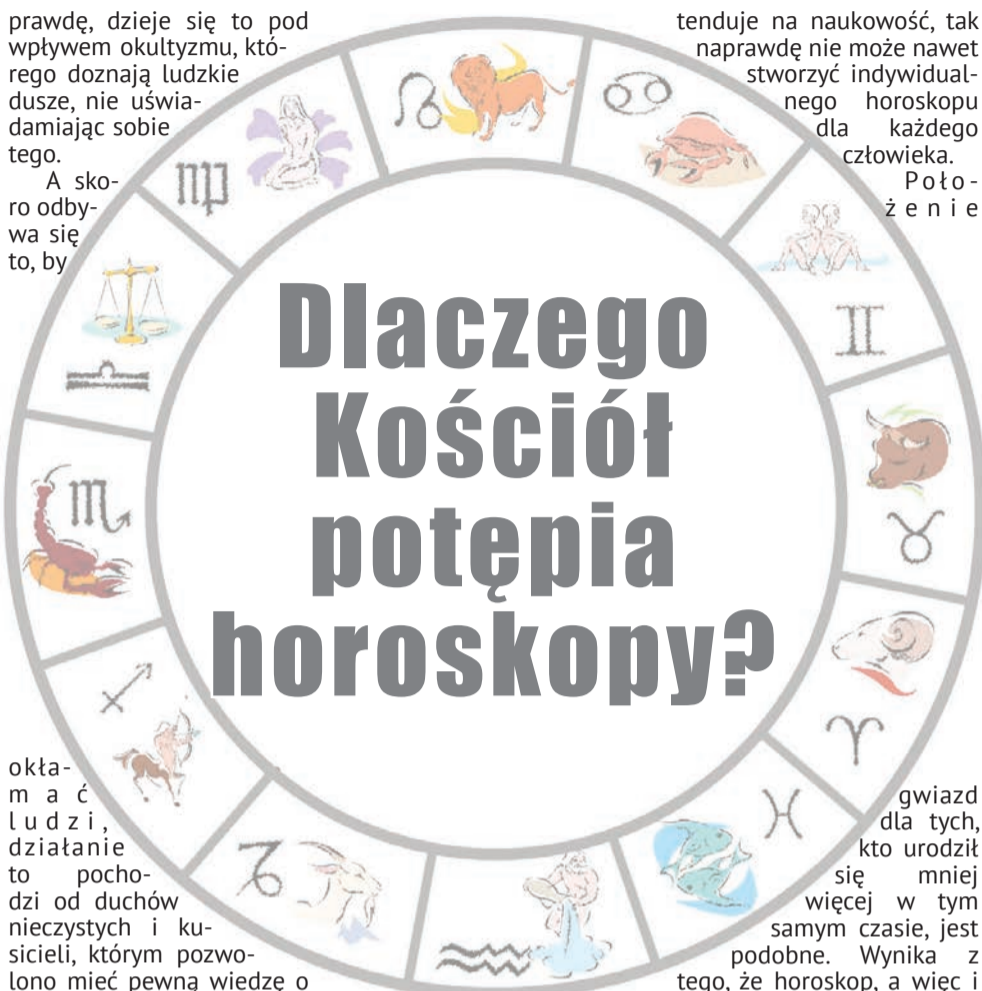 prawdę, dzieje się to pod
wpływem okultyzmu, któ-
rego doznają ludzkie
dusze, nie uświa-
damiając sobie
tego.
A sko-
ro odby-
wa się
to, by
okła-
mać
ludzi,
działanie
to pocho-
dzi od duchów
nieczystych i ku-
sicieli, którym pozwo-
lono mieć pewną wiedzę o
Dlaczego
Kościół
potępia
horoskopy?
tenduje na naukowość, tak
naprawdę nie może nawet
stworzyć indywidual-
nego horoskopu
dla każdego
człowieka.
Poło-
żenie
gwiazd
dla tych,
kto urodził
się mniej
więcej w tym
samym czasie, jest
podobne. Wynika z
tego, że horoskop, a więc i